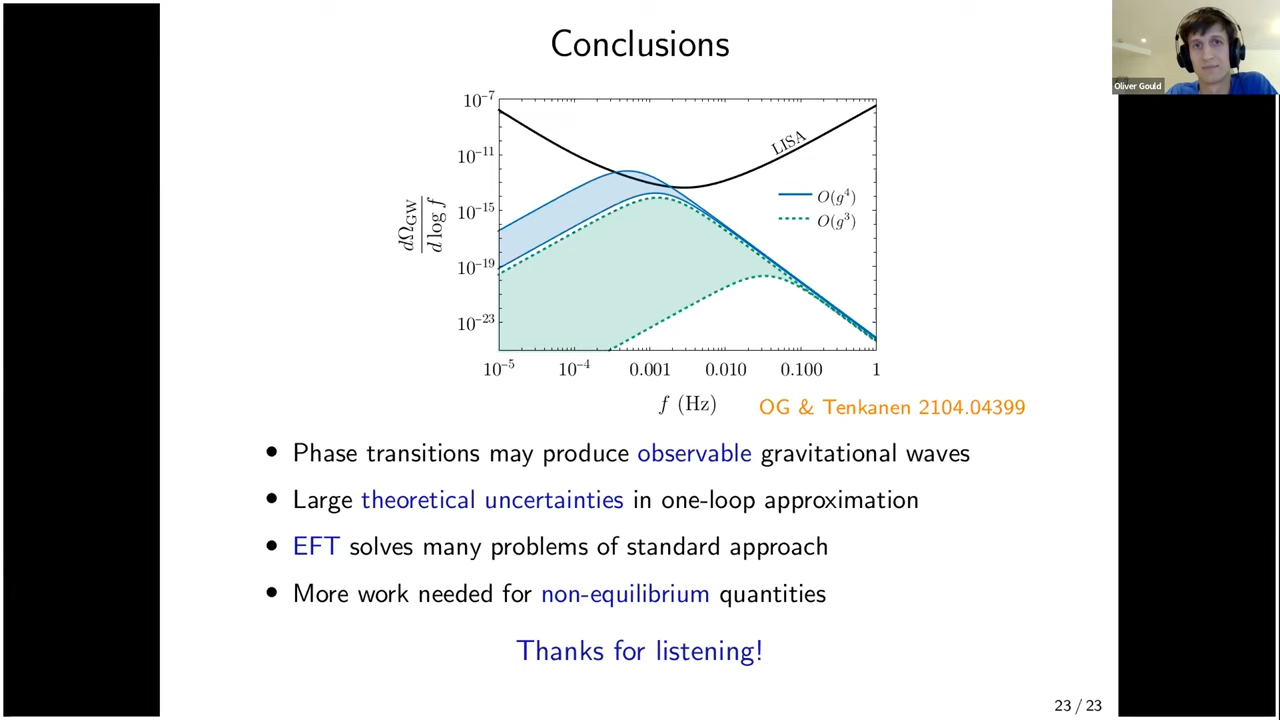 Conclusions
Oliver Gould
10⁻⁷
10⁻¹¹
10⁻¹⁵
10⁻¹⁹
10⁻²³
dΩ_GW
d log f
LISA
O(g⁴)
O(g³)
10⁻⁵ 10⁻⁴ 0.001 0.010 0.100 1
f (Hz)
OG & Tenkanen 2104.04399
• Phase transitions may produce observable gravitational waves
• Large theoretical uncertainties in one-loop approximation
• EFT solves many problems of standard approach
• More work needed for non-equilibrium quantities
Thanks for listening!
23 / 23